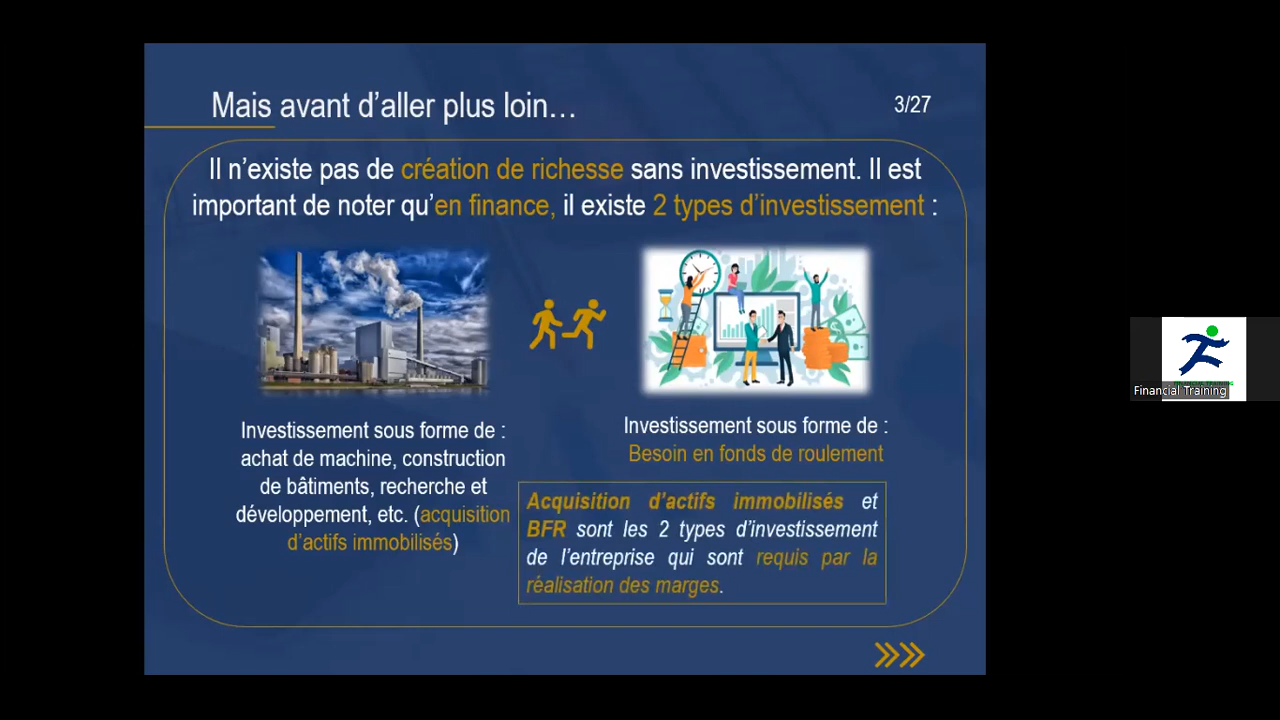 Mais avant d’aller plus loin…
3/27
Il n’existe pas de création de richesse sans investissement. Il est
important de noter qu’en finance, il existe 2 types d’investissement :
Investissement sous forme de :
achat de machine, construction
de bâtiments, recherche et
développement, etc. (acquisition
d’actifs immobilisés)
Investissement sous forme de :
Besoin en fonds de roulement
Acquisition d’actifs immobilisés et
BFR sont les 2 types d’investissement
de l’entreprise qui sont requis par la
réalisation des marges.
Financial Training